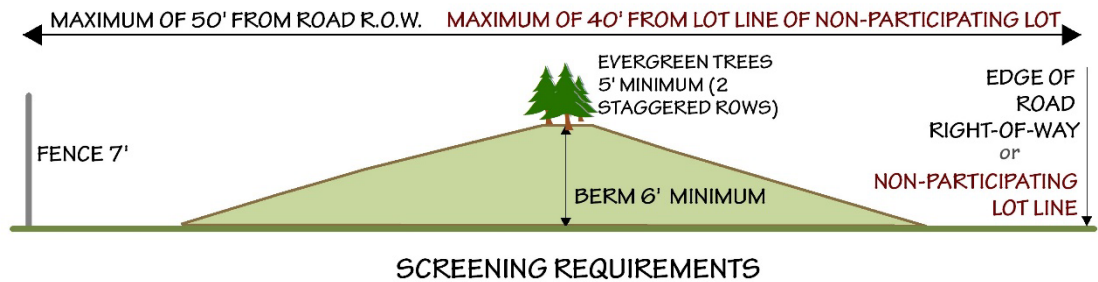 MAXIMUM OF 50' FROM ROAD R.O.W. MAXIMUM OF 40' FROM LOT LINE OF NON-PARTICIPATING LOT
EVERGREEN TREES
5' MINIMUM (2
STAGGERED ROWS)
EDGE OF
ROAD
RIGHT-OF-WAY
or
NON-PARTICIPATING
LOT LINE
FENCE 7'
BERM 6' MINIMUM
SCREENING REQUIREMENTS